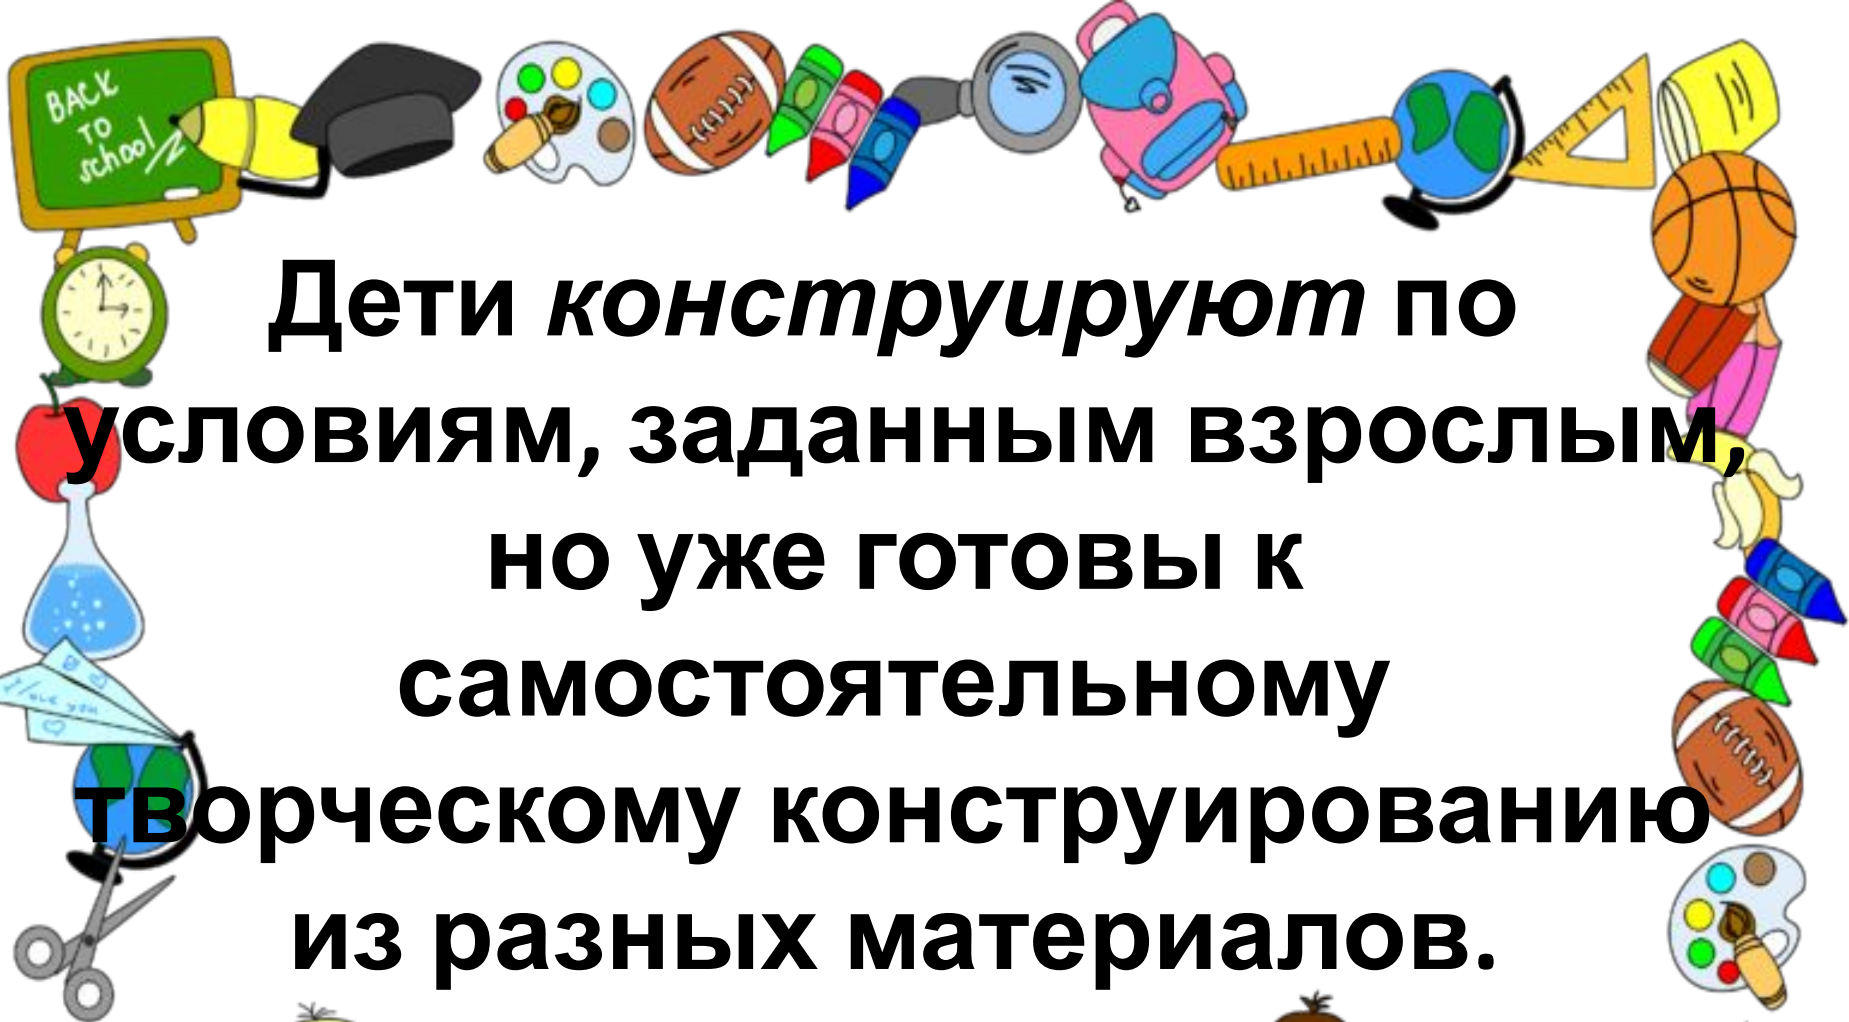 BACK
TO
school
Дети конструируют по
условиям, заданным взрослым,
но уже готовы к
самостоятельному
творческому конструированию
из разных материалов.